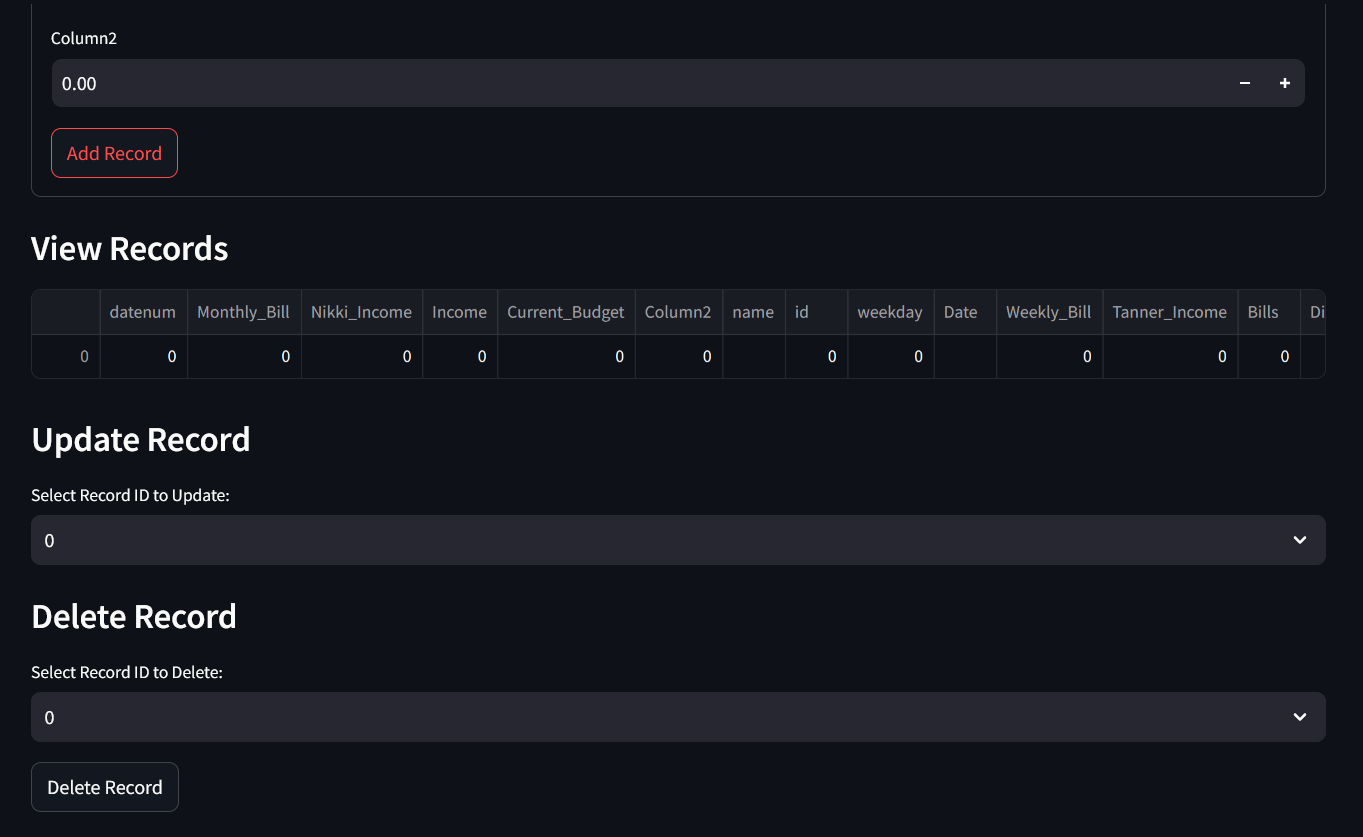 Column2
0.00
Add Record
View Records
datenum Monthly_Bill Nikki_Income Income Current_Budget Column2 name id weekday Date Weekly_Bill Tanner_Income Bills Di
0 0 0 0 0 0 0 0 0 0 0 0
Update Record
Select Record ID to Update:
0
Delete Record
Select Record ID to Delete:
0
Delete Record